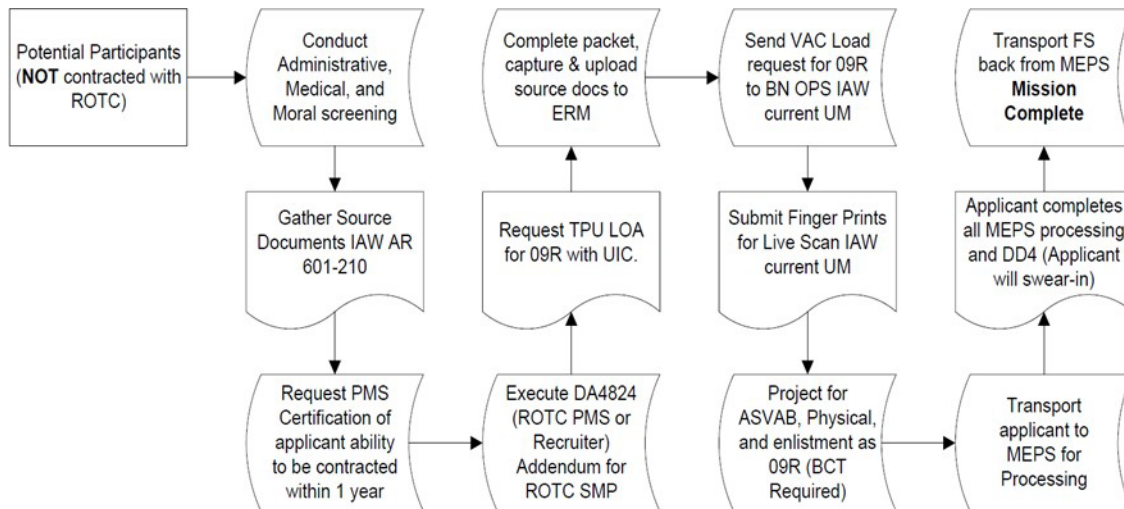 Potential Participants
(NOT contracted with
ROTC)
Conduct
Administrative,
Medical, and
Moral screening
Gather Source
Documents IAW AR
601-210
Request PMS
Certification of
applicant ability
to be contracted
within 1 year
Execute DA4824
(ROTC PMS or
Recruiter)
Addendum for
ROTC SMP
Request TPU LOA
for 09R with UIC.
Complete packet,
capture & upload
source docs to
ERM
Send VAC Load
request for 09R
to BN OPS IAW
current UM
Submit Finger Prints
for Live Scan IAW
current UM
Project for
ASVAB, Physical,
and enlistment as
09R (BCT
Required)
Transport
applicant to
MEPS for
Processing
Applicant completes
all MEPS processing
and DD4 (Applicant
will swear-in)
Transport FS
back from MEPS
Mission
Complete